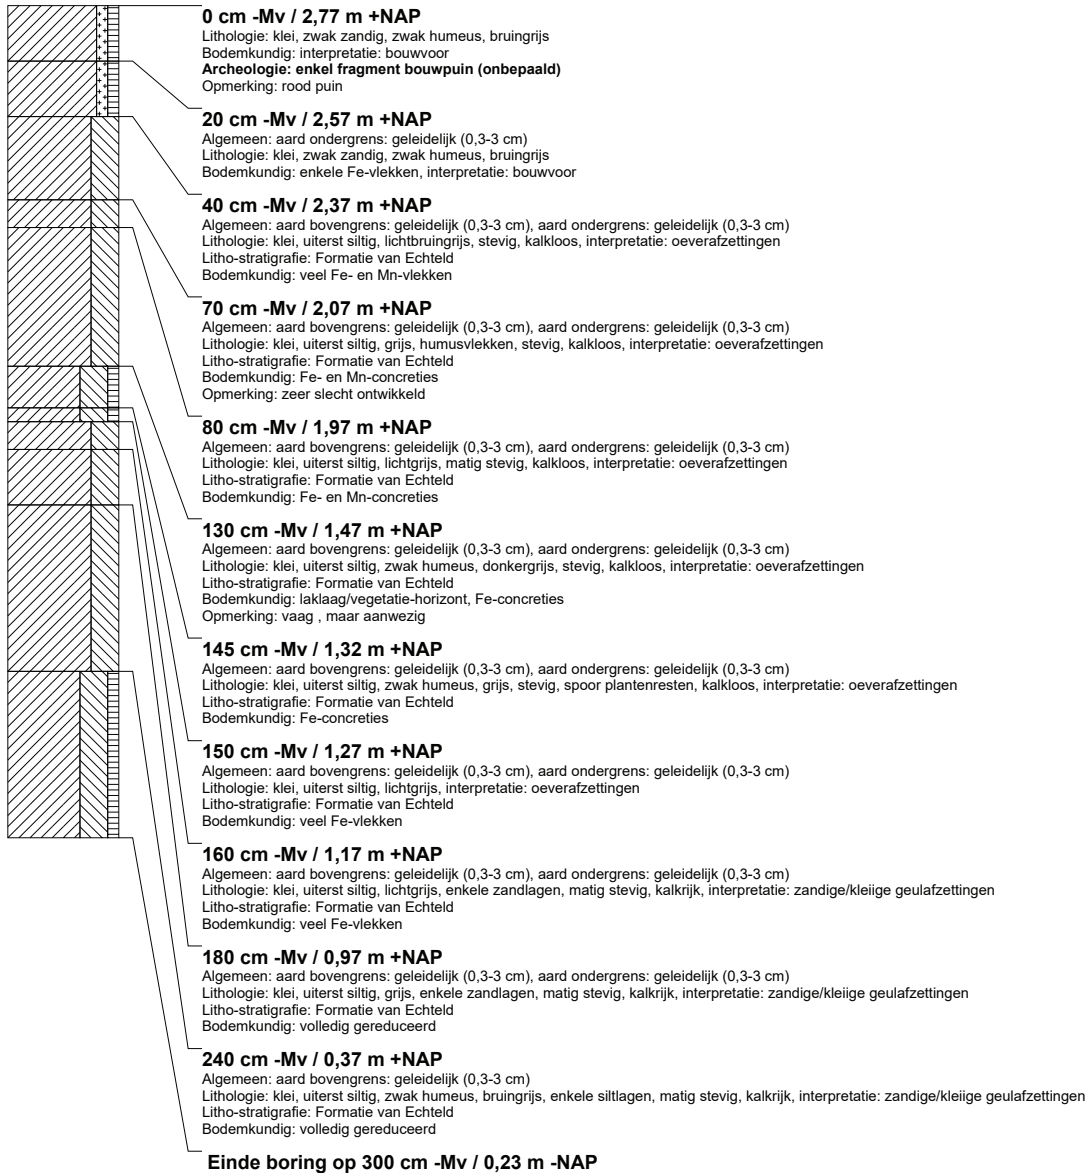 0 cm -Mv / 2,77 m +NAP
Lithologie: klei, zwak zandig, zwak humeus, bruingrijs
Bodemkundig: interpretatie: bouwvoor
Archeologie: enkel fragment bouwpuin (onbepaald)
Opmerking: rood puin
20 cm -Mv / 2,57 m +NAP
Algemeen: aard ondergrens: geleidelijk (0,3-3 cm)
Lithologie: klei, zwak zandig, zwak humeus, bruingrijs
Bodemkundig: enkele Fe-vlekken, interpretatie: bouwvoor
40 cm -Mv / 2,37 m +NAP
Algemeen: aard bovengrens: geleidelijk (0,3-3 cm), aard ondergrens: geleidelijk (0,3-3 cm)
Lithologie: klei, uiterst siltig, lichtbruingrijs, stevig, kalkloos, interpretatie: oeverafzettingen
Litho-stratigrafie: Formatie van Echteld
Bodemkundig: veel Fe- en Mn-vlekken
70 cm -Mv / 2,07 m +NAP
Algemeen: aard bovengrens: geleidelijk (0,3-3 cm), aard ondergrens: geleidelijk (0,3-3 cm)
Lithologie: klei, uiterst siltig, grijs, humusvlekken, stevig, kalkloos, interpretatie: oeverafzettingen
Litho-stratigrafie: Formatie van Echteld
Bodemkundig: Fe- en Mn-concreties
Opmerking: zeer slecht ontwikkeld
80 cm -Mv / 1,97 m +NAP
Algemeen: aard bovengrens: geleidelijk (0,3-3 cm), aard ondergrens: geleidelijk (0,3-3 cm)
Lithologie: klei, uiterst siltig, lichtgrijs, matig stevig, kalkloos, interpretatie: oeverafzettingen
Litho-stratigrafie: Formatie van Echteld
Bodemkundig: Fe- en Mn-concreties
130 cm -Mv / 1,47 m +NAP
Algemeen: aard bovengrens: geleidelijk (0,3-3 cm), aard ondergrens: geleidelijk (0,3-3 cm)
Lithologie: klei, uiterst siltig, zwak humeus, donkergrijs, stevig, kalkloos, interpretatie: oeverafzettingen
Litho-stratigrafie: Formatie van Echteld
Bodemkundig: laklaag/vegetatie-horizont, Fe-concreties
Opmerking: vaag , maar aanwezig
145 cm -Mv / 1,32 m +NAP
Algemeen: aard bovengrens: geleidelijk (0,3-3 cm), aard ondergrens: geleidelijk (0,3-3 cm)
Lithologie: klei, uiterst siltig, zwak humeus, grijs, stevig, spoor plantenresten, kalkloos, interpretatie: oeverafzettingen
Litho-stratigrafie: Formatie van Echteld
Bodemkundig: Fe-concreties
150 cm -Mv / 1,27 m +NAP
Algemeen: aard bovengrens: geleidelijk (0,3-3 cm), aard ondergrens: geleidelijk (0,3-3 cm)
Lithologie: klei, uiterst siltig, lichtgrijs, interpretatie: oeverafzettingen
Litho-stratigrafie: Formatie van Echteld
Bodemkundig: veel Fe-vlekken
160 cm -Mv / 1,17 m +NAP
Algemeen: aard bovengrens: geleidelijk (0,3-3 cm), aard ondergrens: geleidelijk (0,3-3 cm)
Lithologie: klei, uiterst siltig, lichtgrijs, enkele zandlagen, matig stevig, kalkrijk, interpretatie: zandige/kleiige geulafzettingen
Litho-stratigrafie: Formatie van Echteld
Bodemkundig: veel Fe-vlekken
180 cm -Mv / 0,97 m +NAP
Algemeen: aard bovengrens: geleidelijk (0,3-3 cm), aard ondergrens: geleidelijk (0,3-3 cm)
Lithologie: klei, uiterst siltig, grijs, enkele zandlagen, matig stevig, kalkrijk, interpretatie: zandige/kleiige geulafzettingen
Litho-stratigrafie: Formatie van Echteld
Bodemkundig: volledig gereduceerd
240 cm -Mv / 0,37 m +NAP
Algemeen: aard bovengrens: geleidelijk (0,3-3 cm)
Lithologie: klei, uiterst siltig, zwak humeus, bruingrijs, enkele siltlagen, matig stevig, kalkrijk, interpretatie: zandige/kleiige geulafzettingen
Litho-stratigrafie: Formatie van Echteld
Bodemkundig: volledig gereduceerd
Einde boring op 300 cm -Mv / 0,23 m -NAP